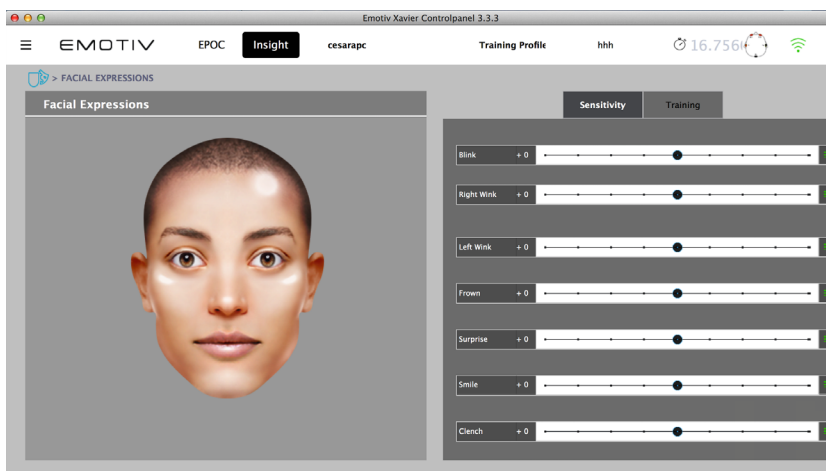 Emotiv Xavier Controlpanel 3.3.3
EMOTIV EPOC Insight cesarapc Training Profile hhh 16.756
> FACIAL EXPRESSIONS
Facial Expressions
Sensitivity Training
Blink + 0
Right Wink + 0
Left Wink + 0
Frown + 0
Surprise + 0
Smile + 0
Clench + 0